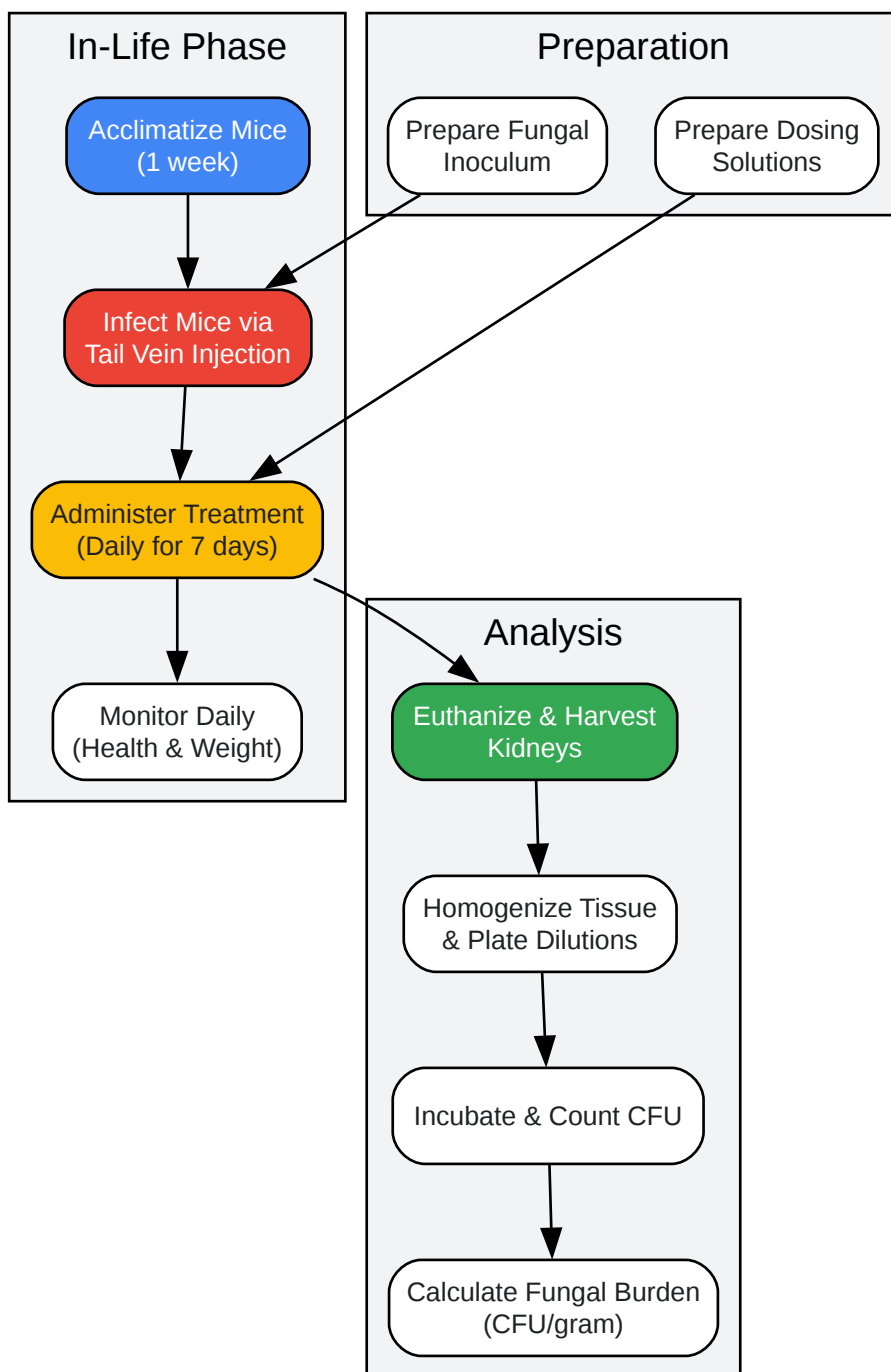 In-Life Phase
Acclimatize Mice
(1 week)
Infect Mice via
Tail Vein Injection
Administer Treatment
(Daily for 7 days)
Monitor Daily
(Health & Weight)
Preparation
Prepare Fungal
Inoculum
Prepare Dosing
Solutions
Analysis
Euthanize & Harvest
Kidneys
Homogenize Tissue
& Plate Dilutions
Incubate & Count CFU
Calculate Fungal Burden
(CFU/gram)